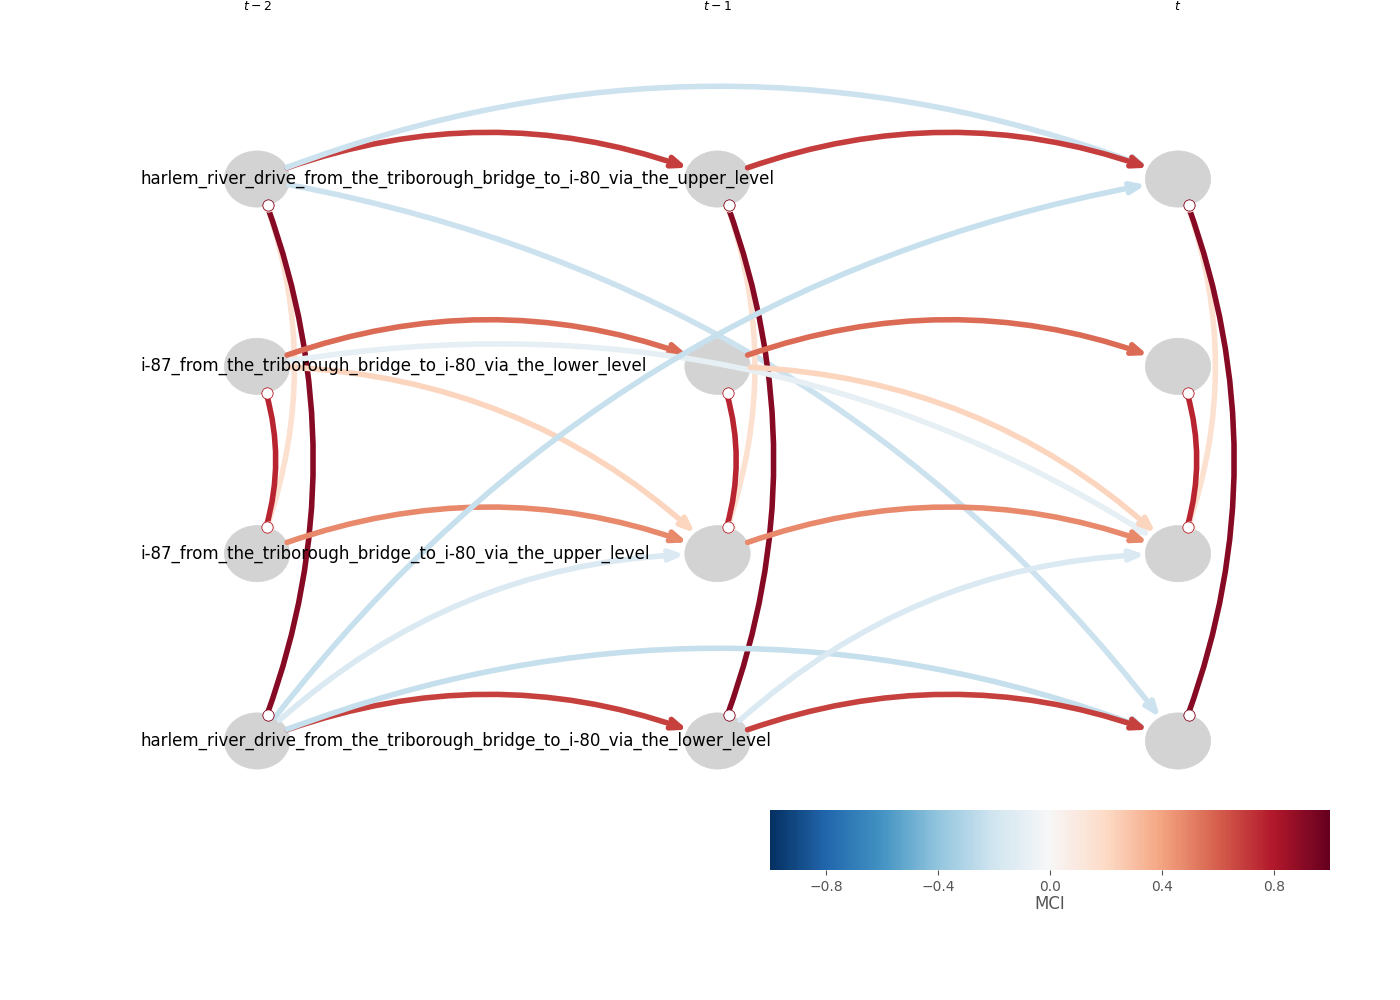 t − 2 t − 1 t
harlem_river_drive_from_the_triborough_bridge_to_i-80_via_the_upper_level
i-87_from_the_triborough_bridge_to_i-80_via_the_lower_level
i-87_from_the_triborough_bridge_to_i-80_via_the_upper_level
harlem_river_drive_from_the_triborough_bridge_to_i-80_via_the_lower_level
−0.8 −0.4 0.0 0.4 0.8
MCI